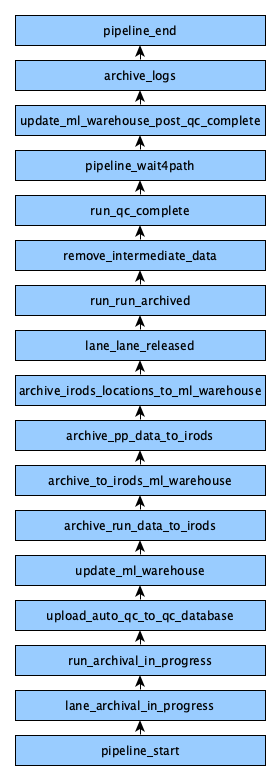 pipeline_end
archive_logs
update_ml_warehouse_post_qc_complete
pipeline_wait4path
run_qc_complete
remove_intermediate_data
run_run_archived
lane_lane_released
archive_irods_locations_to_ml_warehouse
archive_pp_data_to_irods
archive_to_irods_ml_warehouse
archive_run_data_to_irods
update_ml_warehouse
upload_auto_qc_to_qc_database
run_archival_in_progress
lane_archival_in_progress
pipeline_start